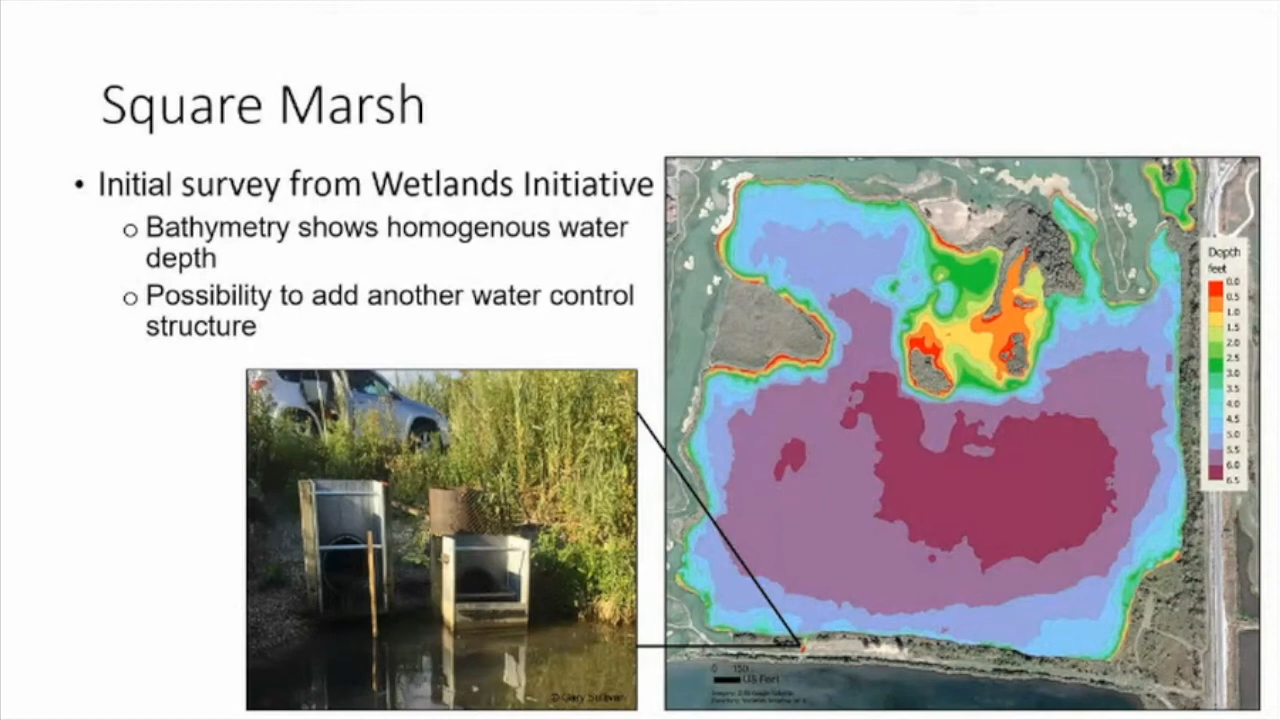 Square Marsh
• Initial survey from Wetlands Initiative
o Bathymetry shows homogenous water
depth
o Possibility to add another water control
structure
Depth
feet
0.0
0.5
1.0
1.5
2.0
2.5
3.0
3.5
4.0
4.5
5.0
5.5
6.0
6.5
0 150
US Feet
© Gary Sullivan